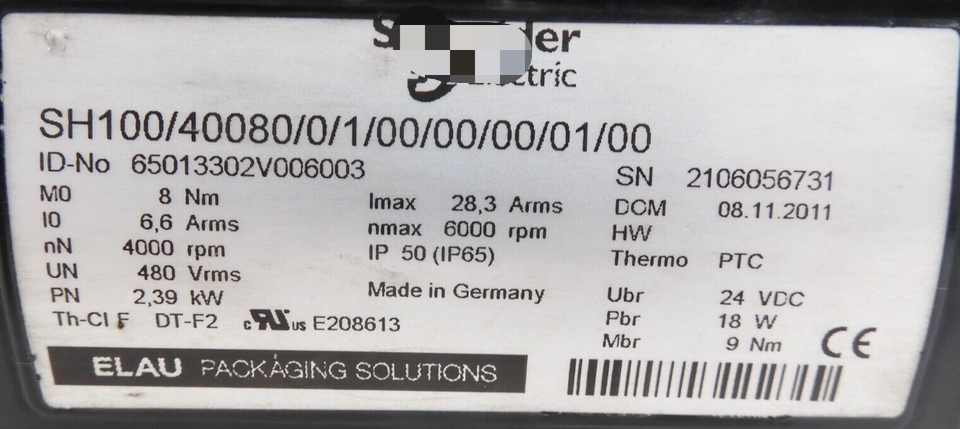 ctric
SH100/40080/0/1/00/00/00/01/00
ID-No 65013302V006003
SN 2106056731
M0 8 Nm
I0 6,6 Arms
nN 4000 rpm
UN 480 Vrms
PN 2,39 kW
Th-Cl F DT-F2 c us E208613
Imax 28,3 Arms
nmax 6000 rpm
IP 50 (IP65)
Made in Germany
DOM 08.11.2011
HW
Thermo PTC
Ubr 24 VDC
Pbr 18 W
Mbr 9 Nm
CE
ELAU PACKAGING SOLUTIONS